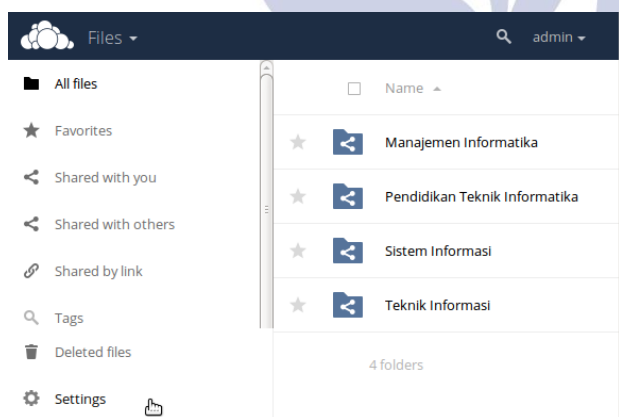 Files
admin
All files
Favorites
Shared with you
Shared with others
Shared by link
Tags
Deleted files
Settings
Name
Manajemen Informatika
Pendidikan Teknik Informatika
Sistem Informasi
Teknik Informasi
4 folders